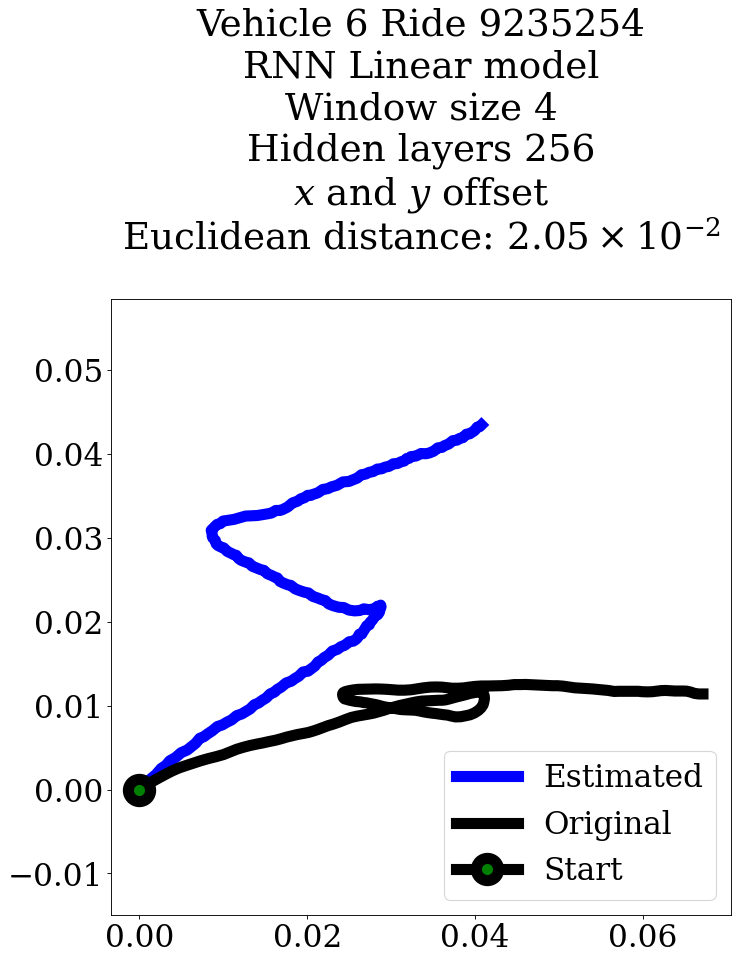 Vehicle 6 Ride 9235254
RNN Linear model
Window size 4
Hidden layers 256
x and y offset
Euclidean distance: 2.05 × 10⁻²
0.05
0.04
0.03
0.02
0.01
0.00
−0.01
Estimated
Original
Start
0.00 0.02 0.04 0.06